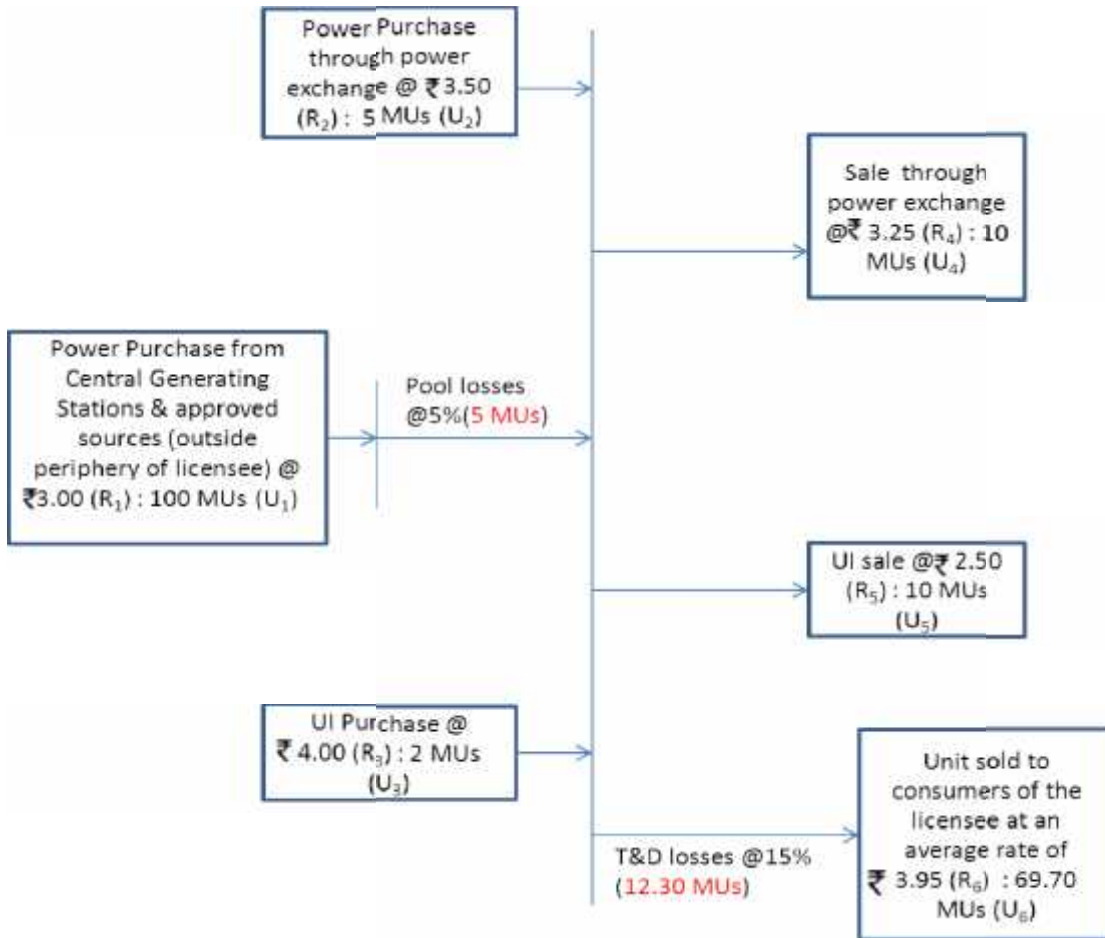 Power Purchase
through power
exchange @ ₹3.50
(R₂) : 5 MUs (U₂)
Sale through
power exchange
@₹ 3.25 (R₄) : 10
MUs (U₄)
Power Purchase from
Central Generating
Stations & approved
sources (outside
periphery of licensee) @
₹3.00 (R₁) : 100 MUs (U₁)
Pool losses
@5%(5 MUs)
UI sale @₹ 2.50
(R₅) : 10 MUs
(U₅)
UI Purchase @
₹ 4.00 (R₃) : 2 MUs
(U₃)
T&D losses @15%
(12.30 MUs)
Unit sold to
consumers of the
licensee at an
average rate of
₹ 3.95 (R₆) : 69.70
MUs (U₆)